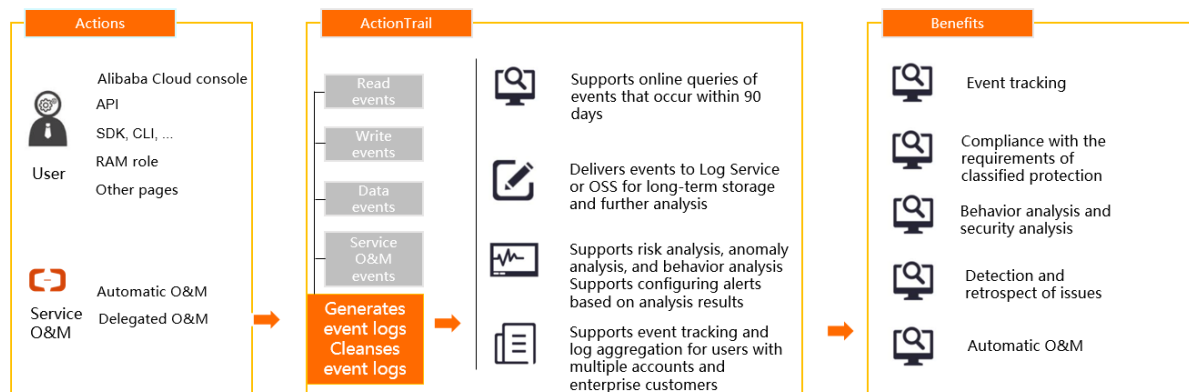 Actions
Alibaba Cloud console
API
SDK, CLI, ...
RAM role
Other pages
User
Automatic O&M
Delegated O&M
Service
O&M
ActionTrail
Read
events
Write
events
Data
events
Service
O&M
events
Generates
event logs
Cleanses
event logs
Supports online queries of
events that occur within 90
days
Delivers events to Log Service
or OSS for long-term storage
and further analysis
Supports risk analysis, anomaly
analysis, and behavior analysis
Supports configuring alerts
based on analysis results
Supports event tracking and
log aggregation for users with
multiple accounts and
enterprise customers
Benefits
Event tracking
Compliance with the
requirements of
classified protection
Behavior analysis and
security analysis
Detection and
retrospect of issues
Automatic O&M